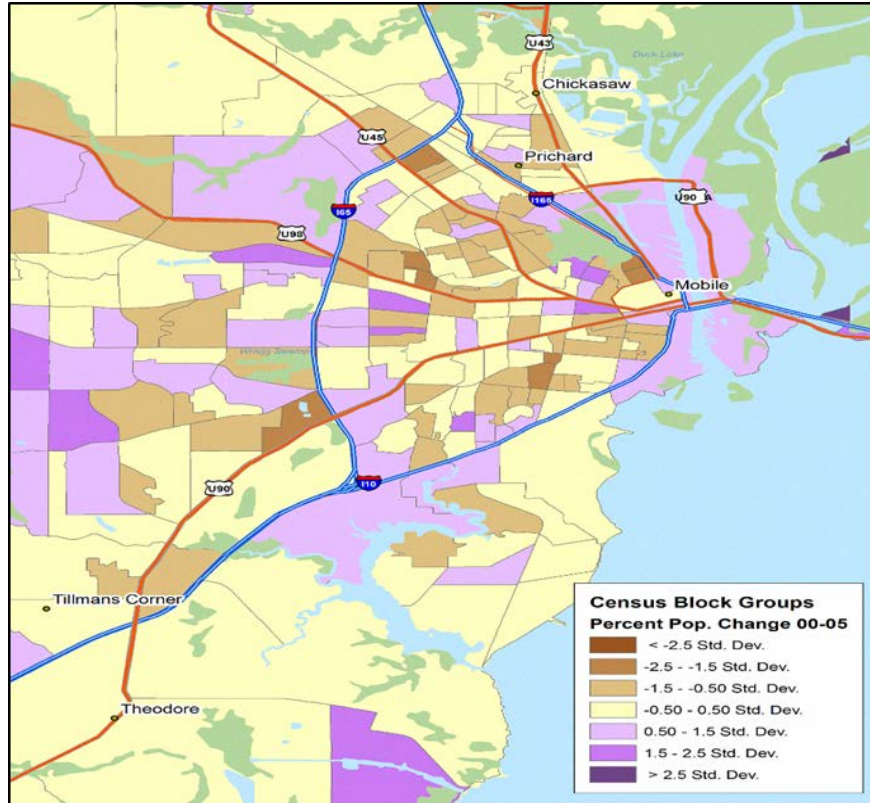 U43
Duck Lake
Chickasaw
U45
Prichard
I65
I165
U90 A
U98
Mobile
Wragg Swamp
I10
U90
Tillmans Corner
Theodore
Census Block Groups
Percent Pop. Change 00-05
< -2.5 Std. Dev.
-2.5 - -1.5 Std. Dev.
-1.5 - -0.50 Std. Dev.
-0.50 - 0.50 Std. Dev.
0.50 - 1.5 Std. Dev.
1.5 - 2.5 Std. Dev.
> 2.5 Std. Dev.